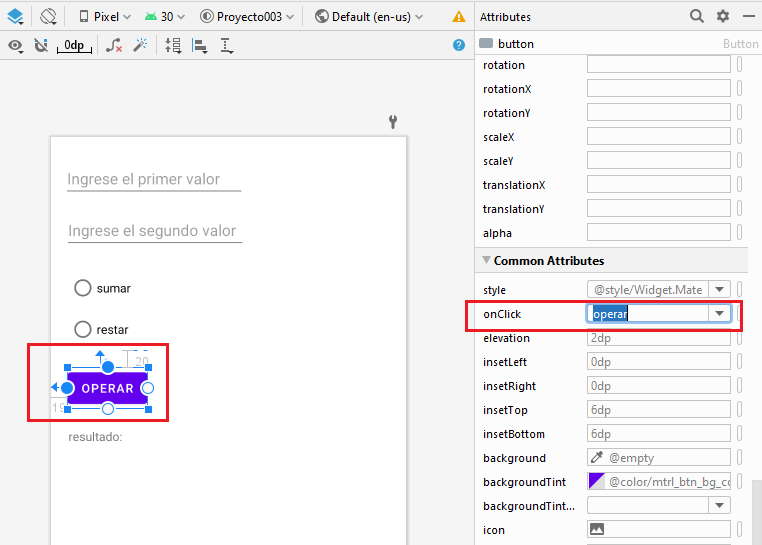 Pixel 30 Proyecto003 Default (en-us) Attributes
0dp
button Button
rotation
rotationX
rotationY
scaleX
scaleY
translationX
translationY
alpha
Common Attributes
style @style/Widget.Mate
onClick operar
elevation 2dp
insetLeft 0dp
insetRight 0dp
insetTop 6dp
insetBottom 6dp
background @empty
backgroundTint @color/mtrl_btn_bg_co
backgroundTint...
icon
Ingrese el primer valor
Ingrese el segundo valor
sumar
restar
20
OPERAR
19
resultado: